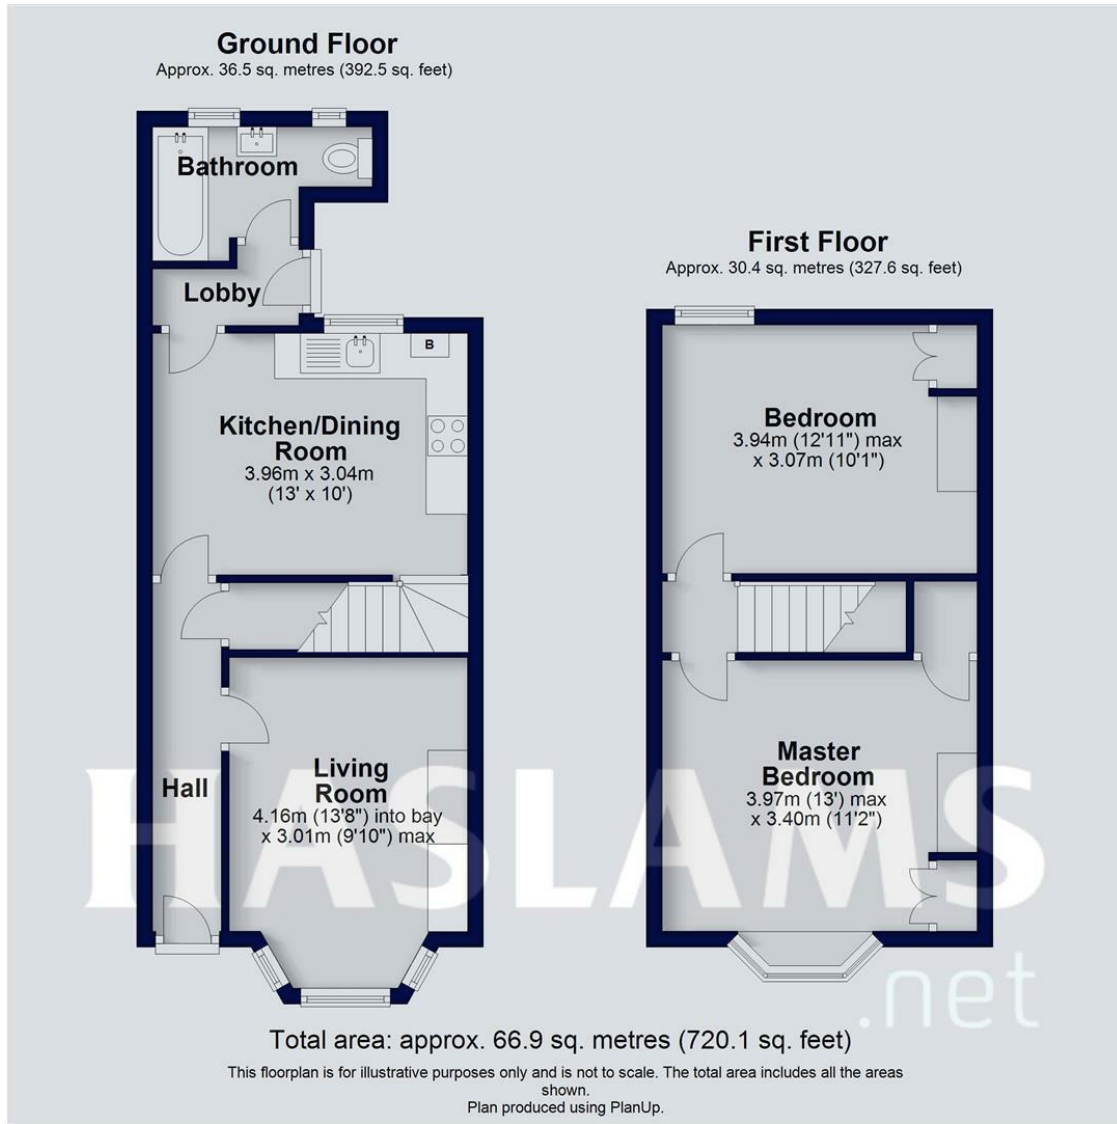 Ground Floor
Approx. 36.5 sq. metres (392.5 sq. feet)
Bathroom
Lobby
B
Kitchen/Dining
Room
3.96m x 3.04m
(13' x 10')
Living
Room
4.16m (13'8") into bay
x 3.01m (9'10") max
Hall
First Floor
Approx. 30.4 sq. metres (327.6 sq. feet)
Bedroom
3.94m (12'11") max
x 3.07m (10'1")
Master
Bedroom
3.97m (13') max
x 3.40m (11'2")
HASLAMS
.net
Total area: approx. 66.9 sq. metres (720.1 sq. feet)
This floorplan is for illustrative purposes only and is not to scale. The total area includes all the areas
shown.
Plan produced using PlanUp.